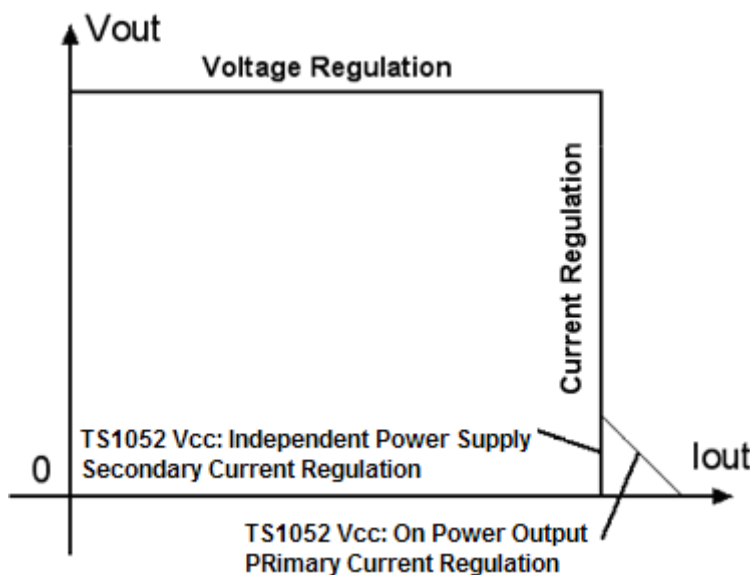 Vout
Voltage Regulation
Current Regulation
TS1052 Vcc: Independent Power Supply
Secondary Current Regulation
0
Iout
TS1052 Vcc: On Power Output
PRimary Current Regulation